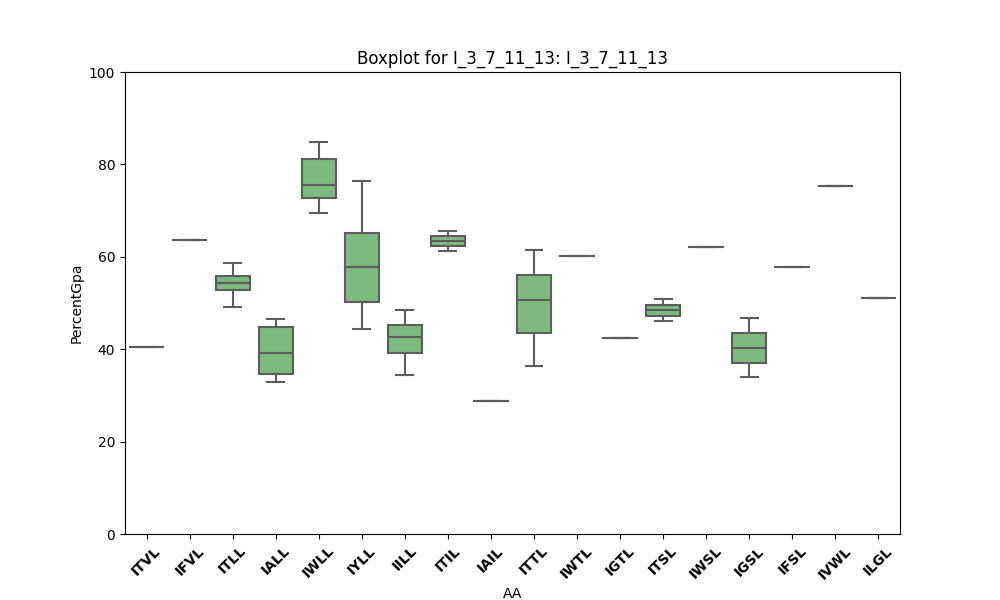 Boxplot for I_3_7_11_13: I_3_7_11_13
PercentGpa
100
80
60
40
20
0
ITVL IFVL ITLL IALL IWLL IYLL IILL ITIL IAIL ITTL IWTL IGTL ITSL IWSL IGSL IFSL IVWL ILGL
AA